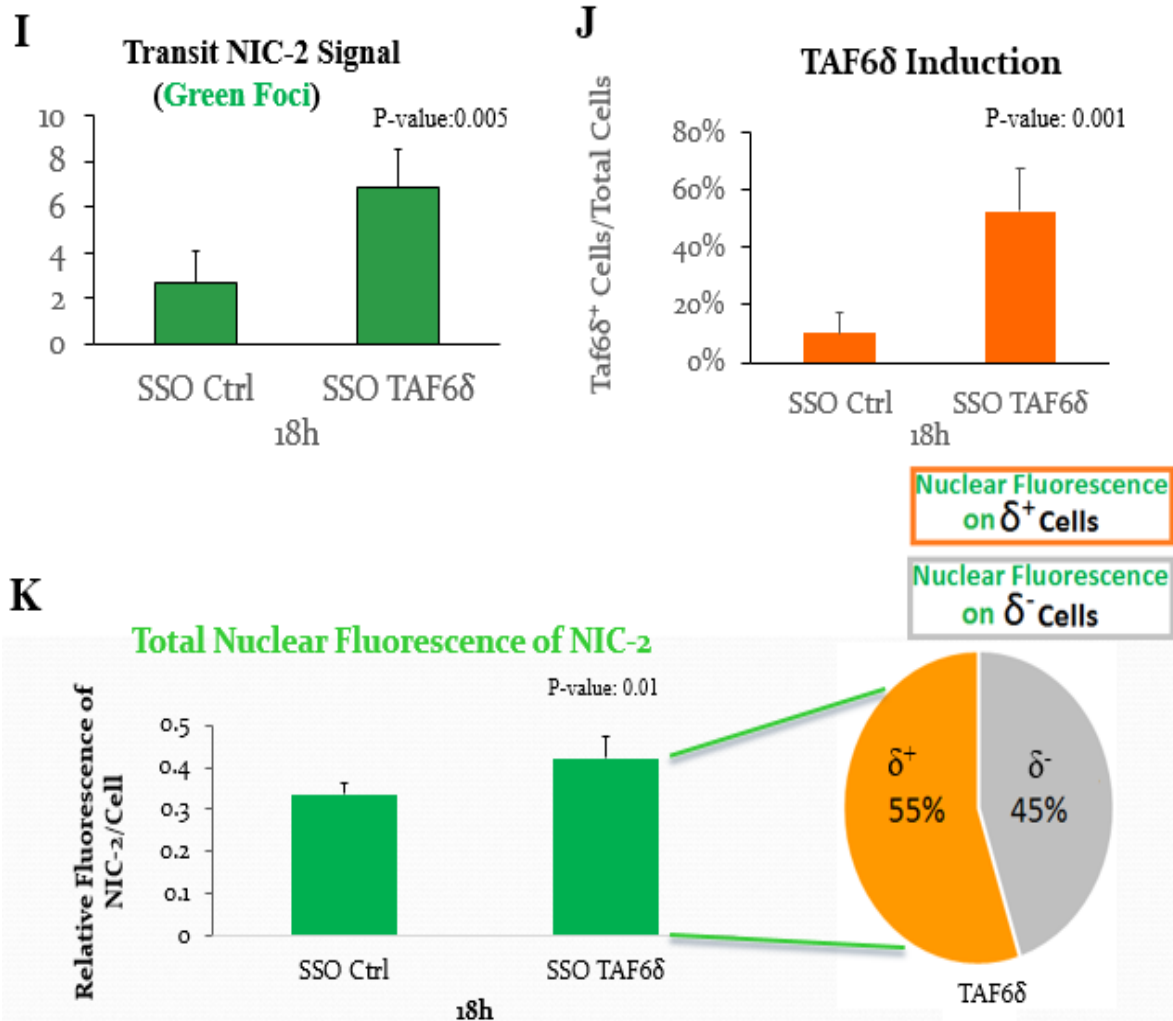 I
Transit NIC-2 Signal
(Green Foci)
P-value:0.005
10
8
6
4
2
0
SSO Ctrl
SSO TAF6δ
18h
J
TAF6δ Induction
P-value: 0.001
Taf6δ⁺ Cells/Total Cells
80%
60%
40%
20%
0%
SSO Ctrl
SSO TAF6δ
18h
Nuclear Fluorescence
on δ⁺ Cells
Nuclear Fluorescence
on δ⁻ Cells
K
Total Nuclear Fluorescence of NIC-2
P-value: 0.01
Relative Fluorescence of
NIC-2/Cell
0.5
0.4
0.3
0.2
0.1
0
SSO Ctrl
SSO TAF6δ
18h
δ⁺
55%
δ⁻
45%
TAF6δ